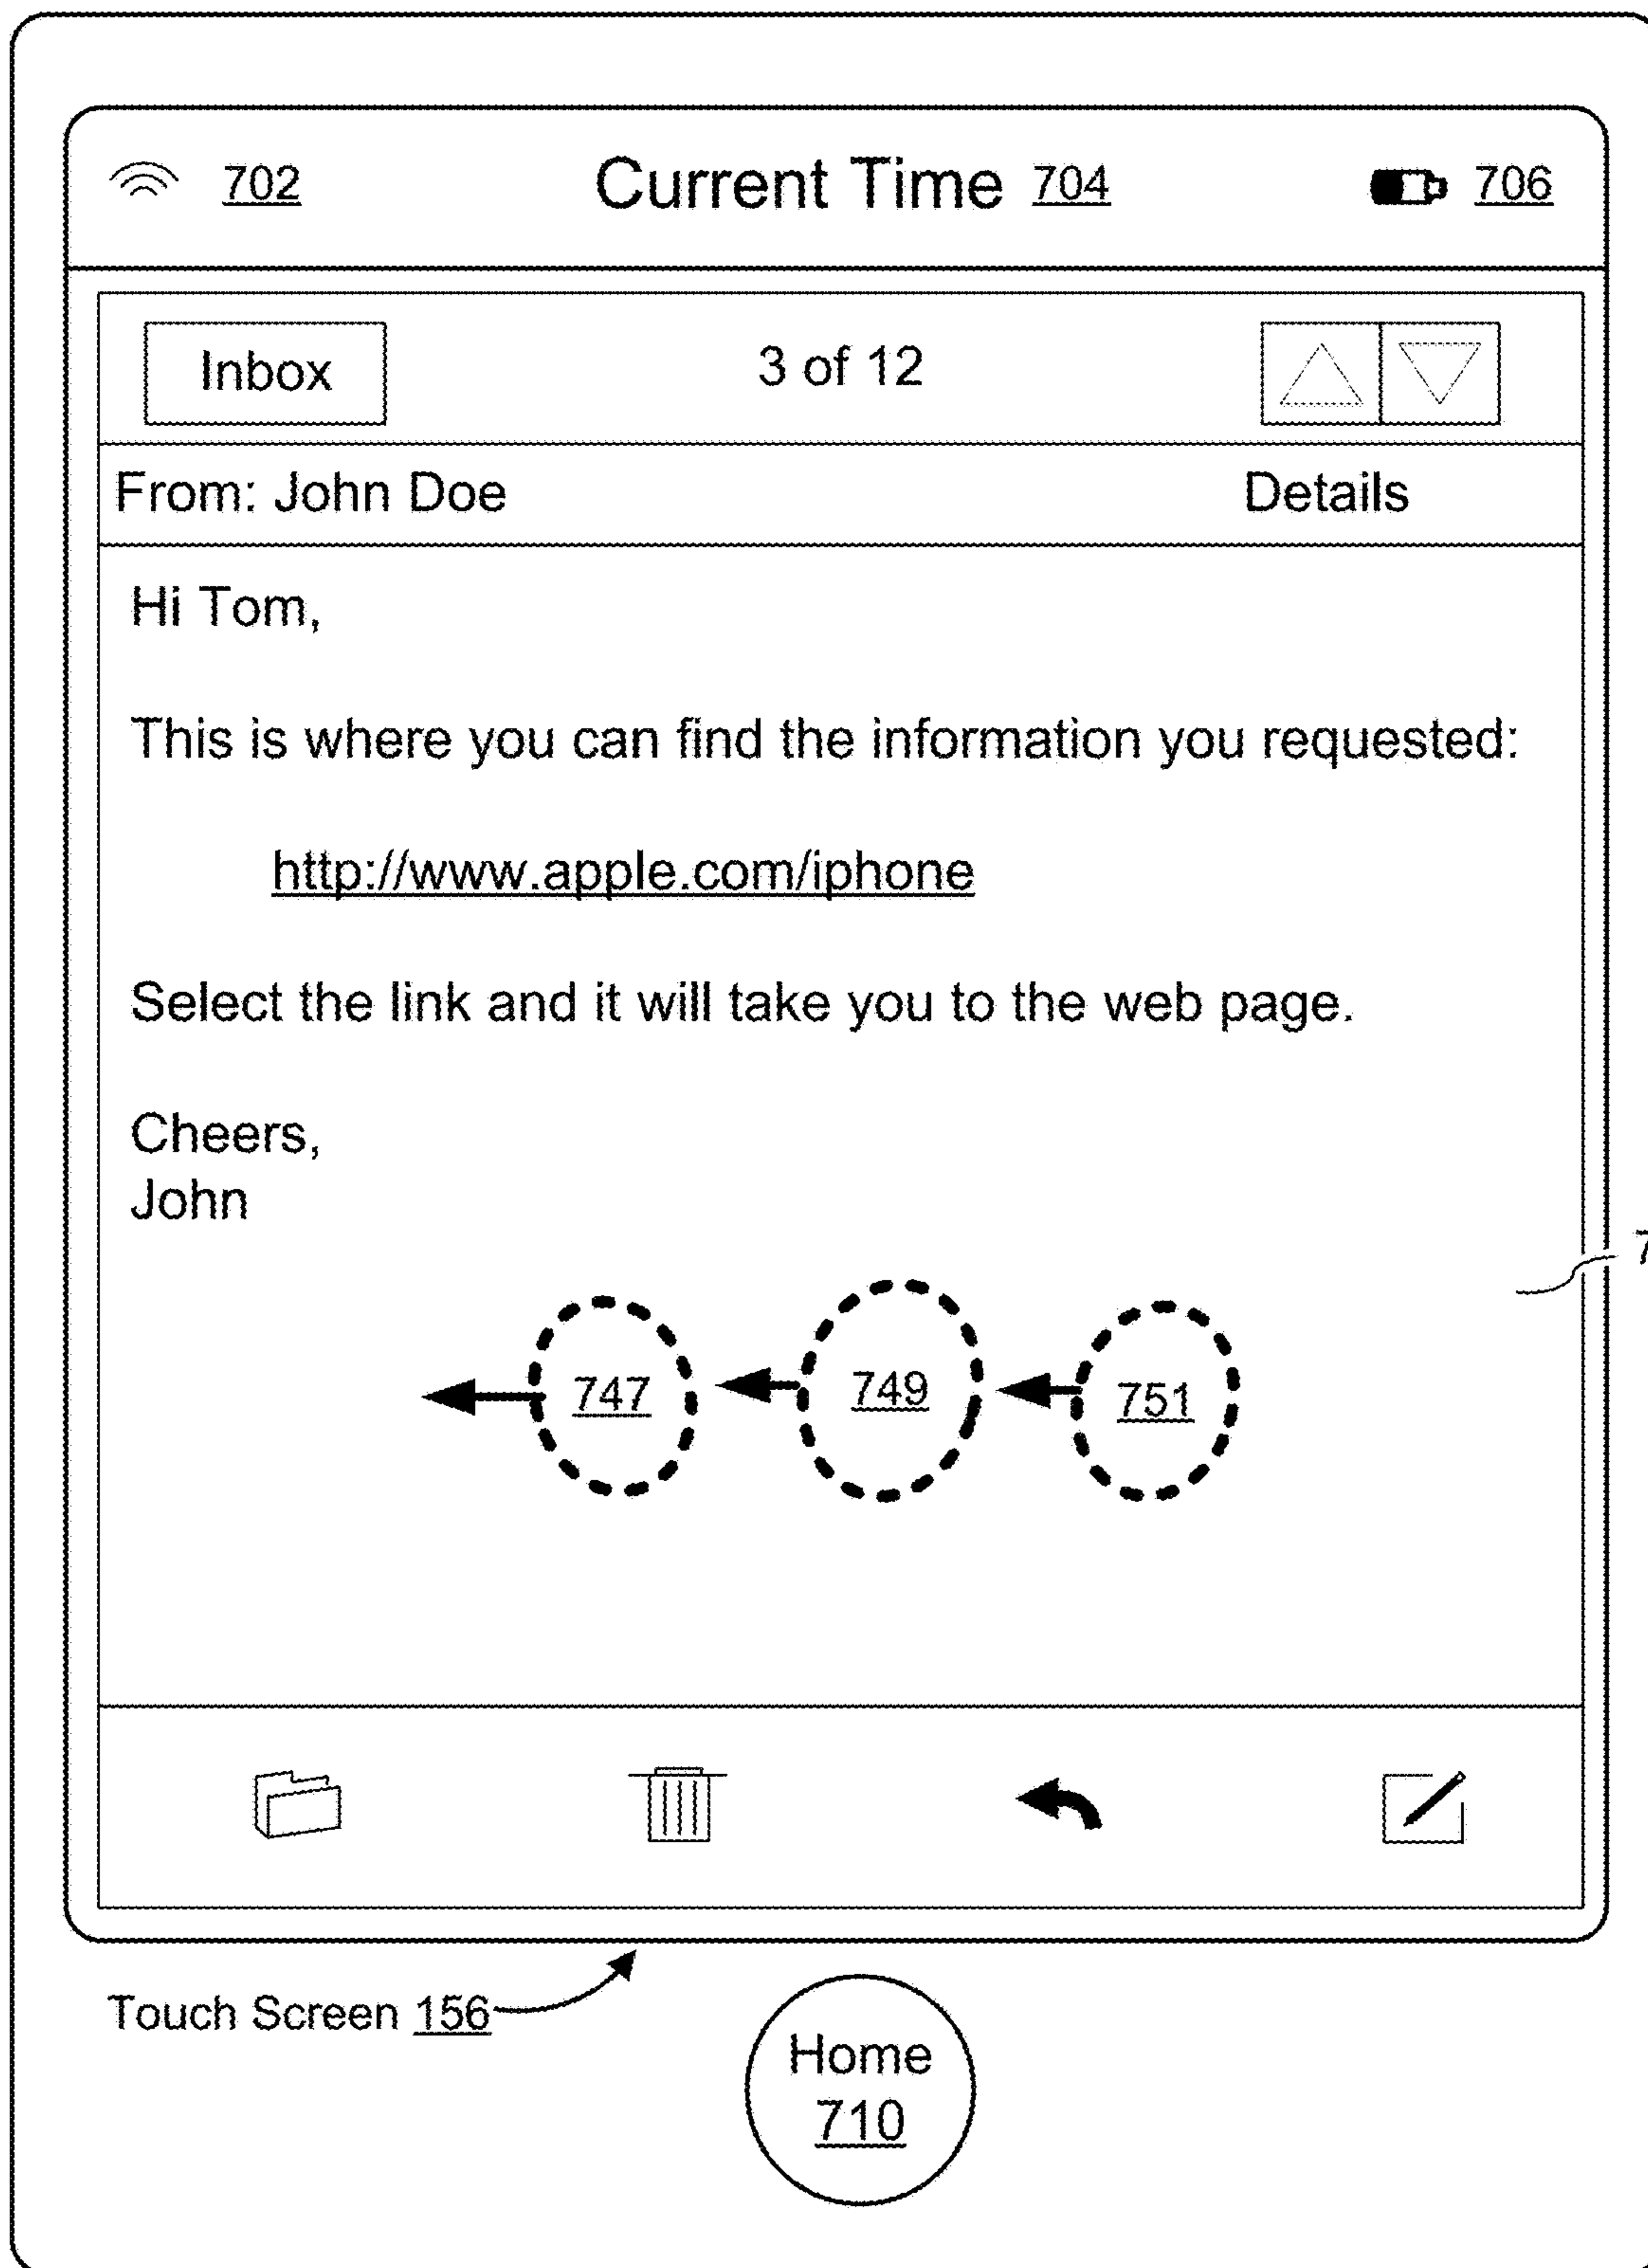 702 Current Time 704 706
Inbox 3 of 12
From: John Doe Details
Hi Tom,
This is where you can find the information you requested:
http://www.apple.com/iphone
Select the link and it will take you to the web page.
Cheers,
John
747 749 751
Touch Screen 156
Home
710